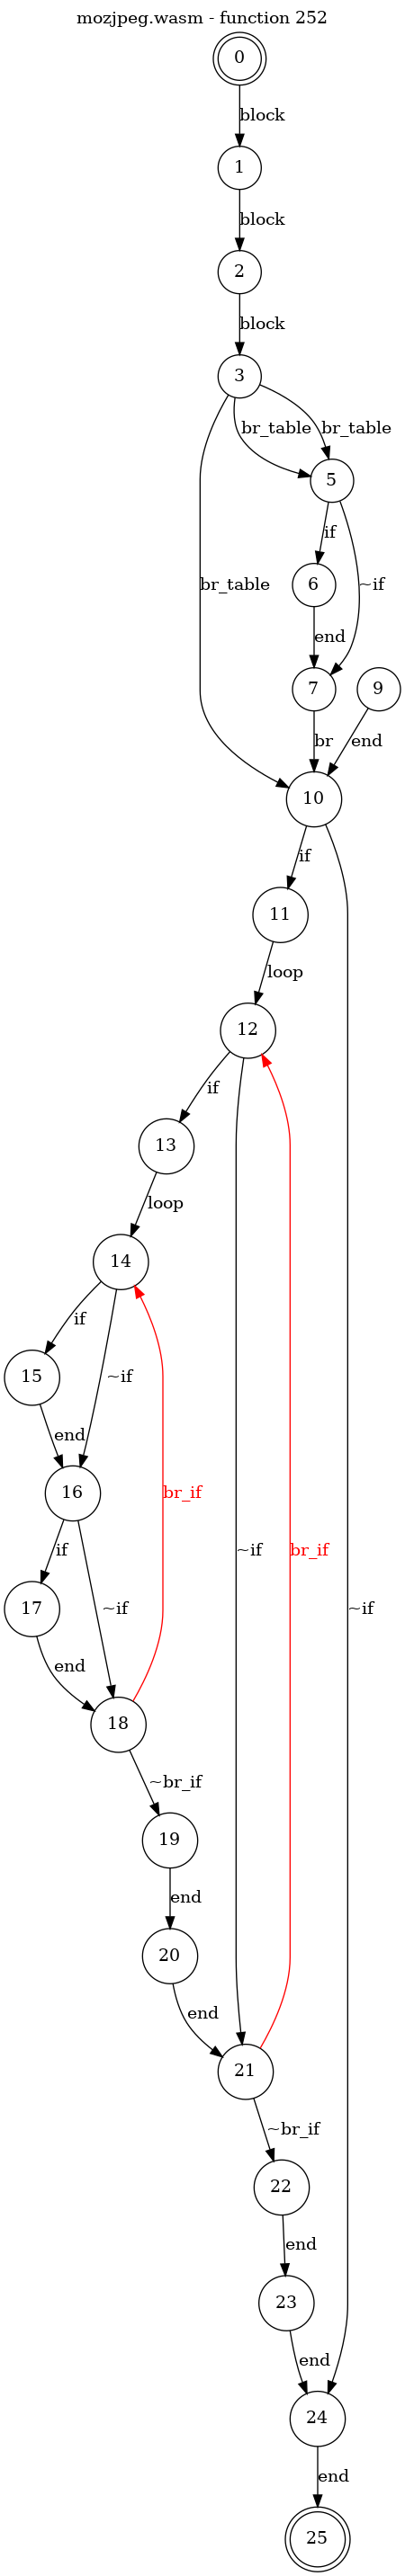 mozjpeg.wasm - function 252
0
block
1
block
2
block
3
br_table
br_table
5
if
br_table
6
~if
end
7
9
br
end
10
if
11
loop
12
if
13
loop
14
if
~if
15
end
16
br_if
if
~if
br_if
17
~if
~if
end
18
~br_if
19
end
20
end
21
~br_if
22
end
23
end
24
end
25